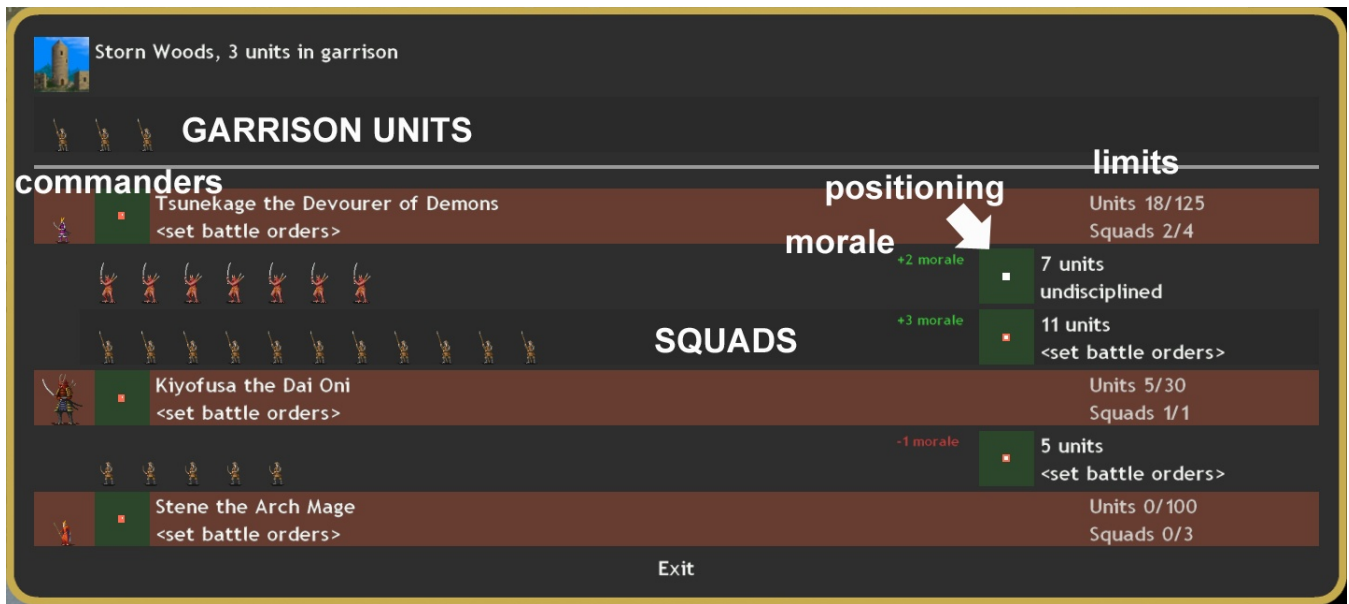 Storn Woods, 3 units in garrison
GARRISON UNITS
limits
commanders
positioning
Tsunekage the Devourer of Demons
Units 18/125
<set battle orders>
Squads 2/4
morale
+2 morale
7 units
undisciplined
+3 morale
11 units
SQUADS
<set battle orders>
Kiyofusa the Dai Oni
Units 5/30
<set battle orders>
Squads 1/1
-1 morale
5 units
<set battle orders>
Stene the Arch Mage
Units 0/100
<set battle orders>
Squads 0/3
Exit